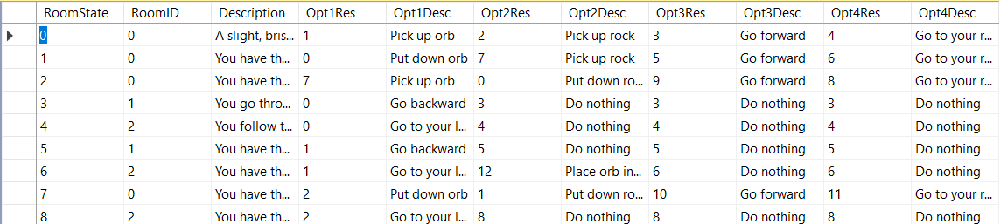 RoomState RoomID Description Opt1Res Opt1Desc Opt2Res Opt2Desc Opt3Res Opt3Desc Opt4Res Opt4Desc
0 0 A slight, bris... 1 Pick up orb 2 Pick up rock 3 Go forward 4 Go to your r...
1 0 You have th... 0 Put down orb 7 Pick up rock 5 Go forward 6 Go to your r...
2 0 You have th... 7 Pick up orb 0 Put down ro... 9 Go forward 8 Go to your r...
3 1 You go thro... 0 Go backward 3 Do nothing 3 Do nothing 3 Do nothing
4 2 You follow t... 0 Go to your l... 4 Do nothing 4 Do nothing 4 Do nothing
5 1 You have th... 1 Go backward 5 Do nothing 5 Do nothing 5 Do nothing
6 2 You have th... 1 Go to your l... 12 Place orb in... 6 Do nothing 6 Do nothing
7 0 You have th... 2 Put down orb 1 Put down ro... 10 Go forward 11 Go to your r...
8 2 You have th... 2 Go to your l... 8 Do nothing 8 Do nothing 8 Do nothing